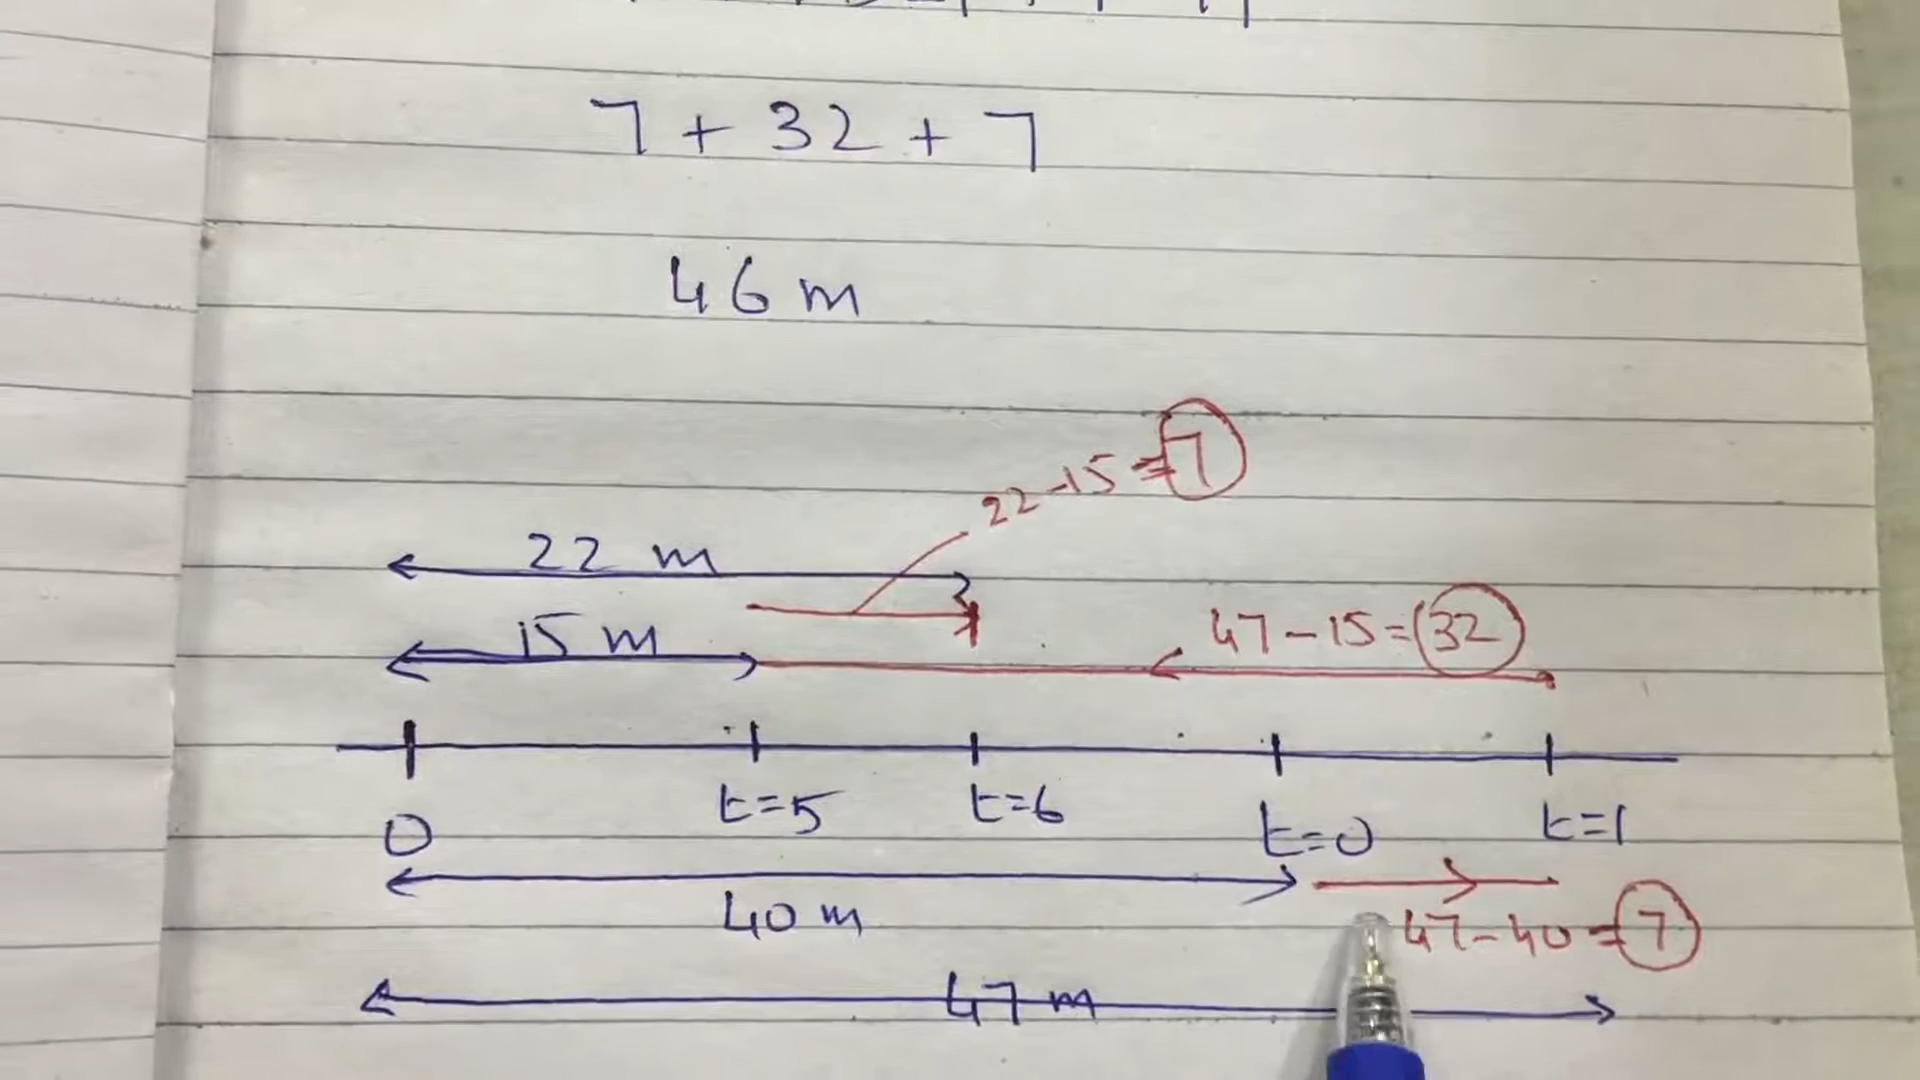 7 + 32 + 7
46 m
22-15=7
22 m
15 m
47-15=32
t=5 t=6
0 t=0 t=1
40 m
47-40=7
47 m